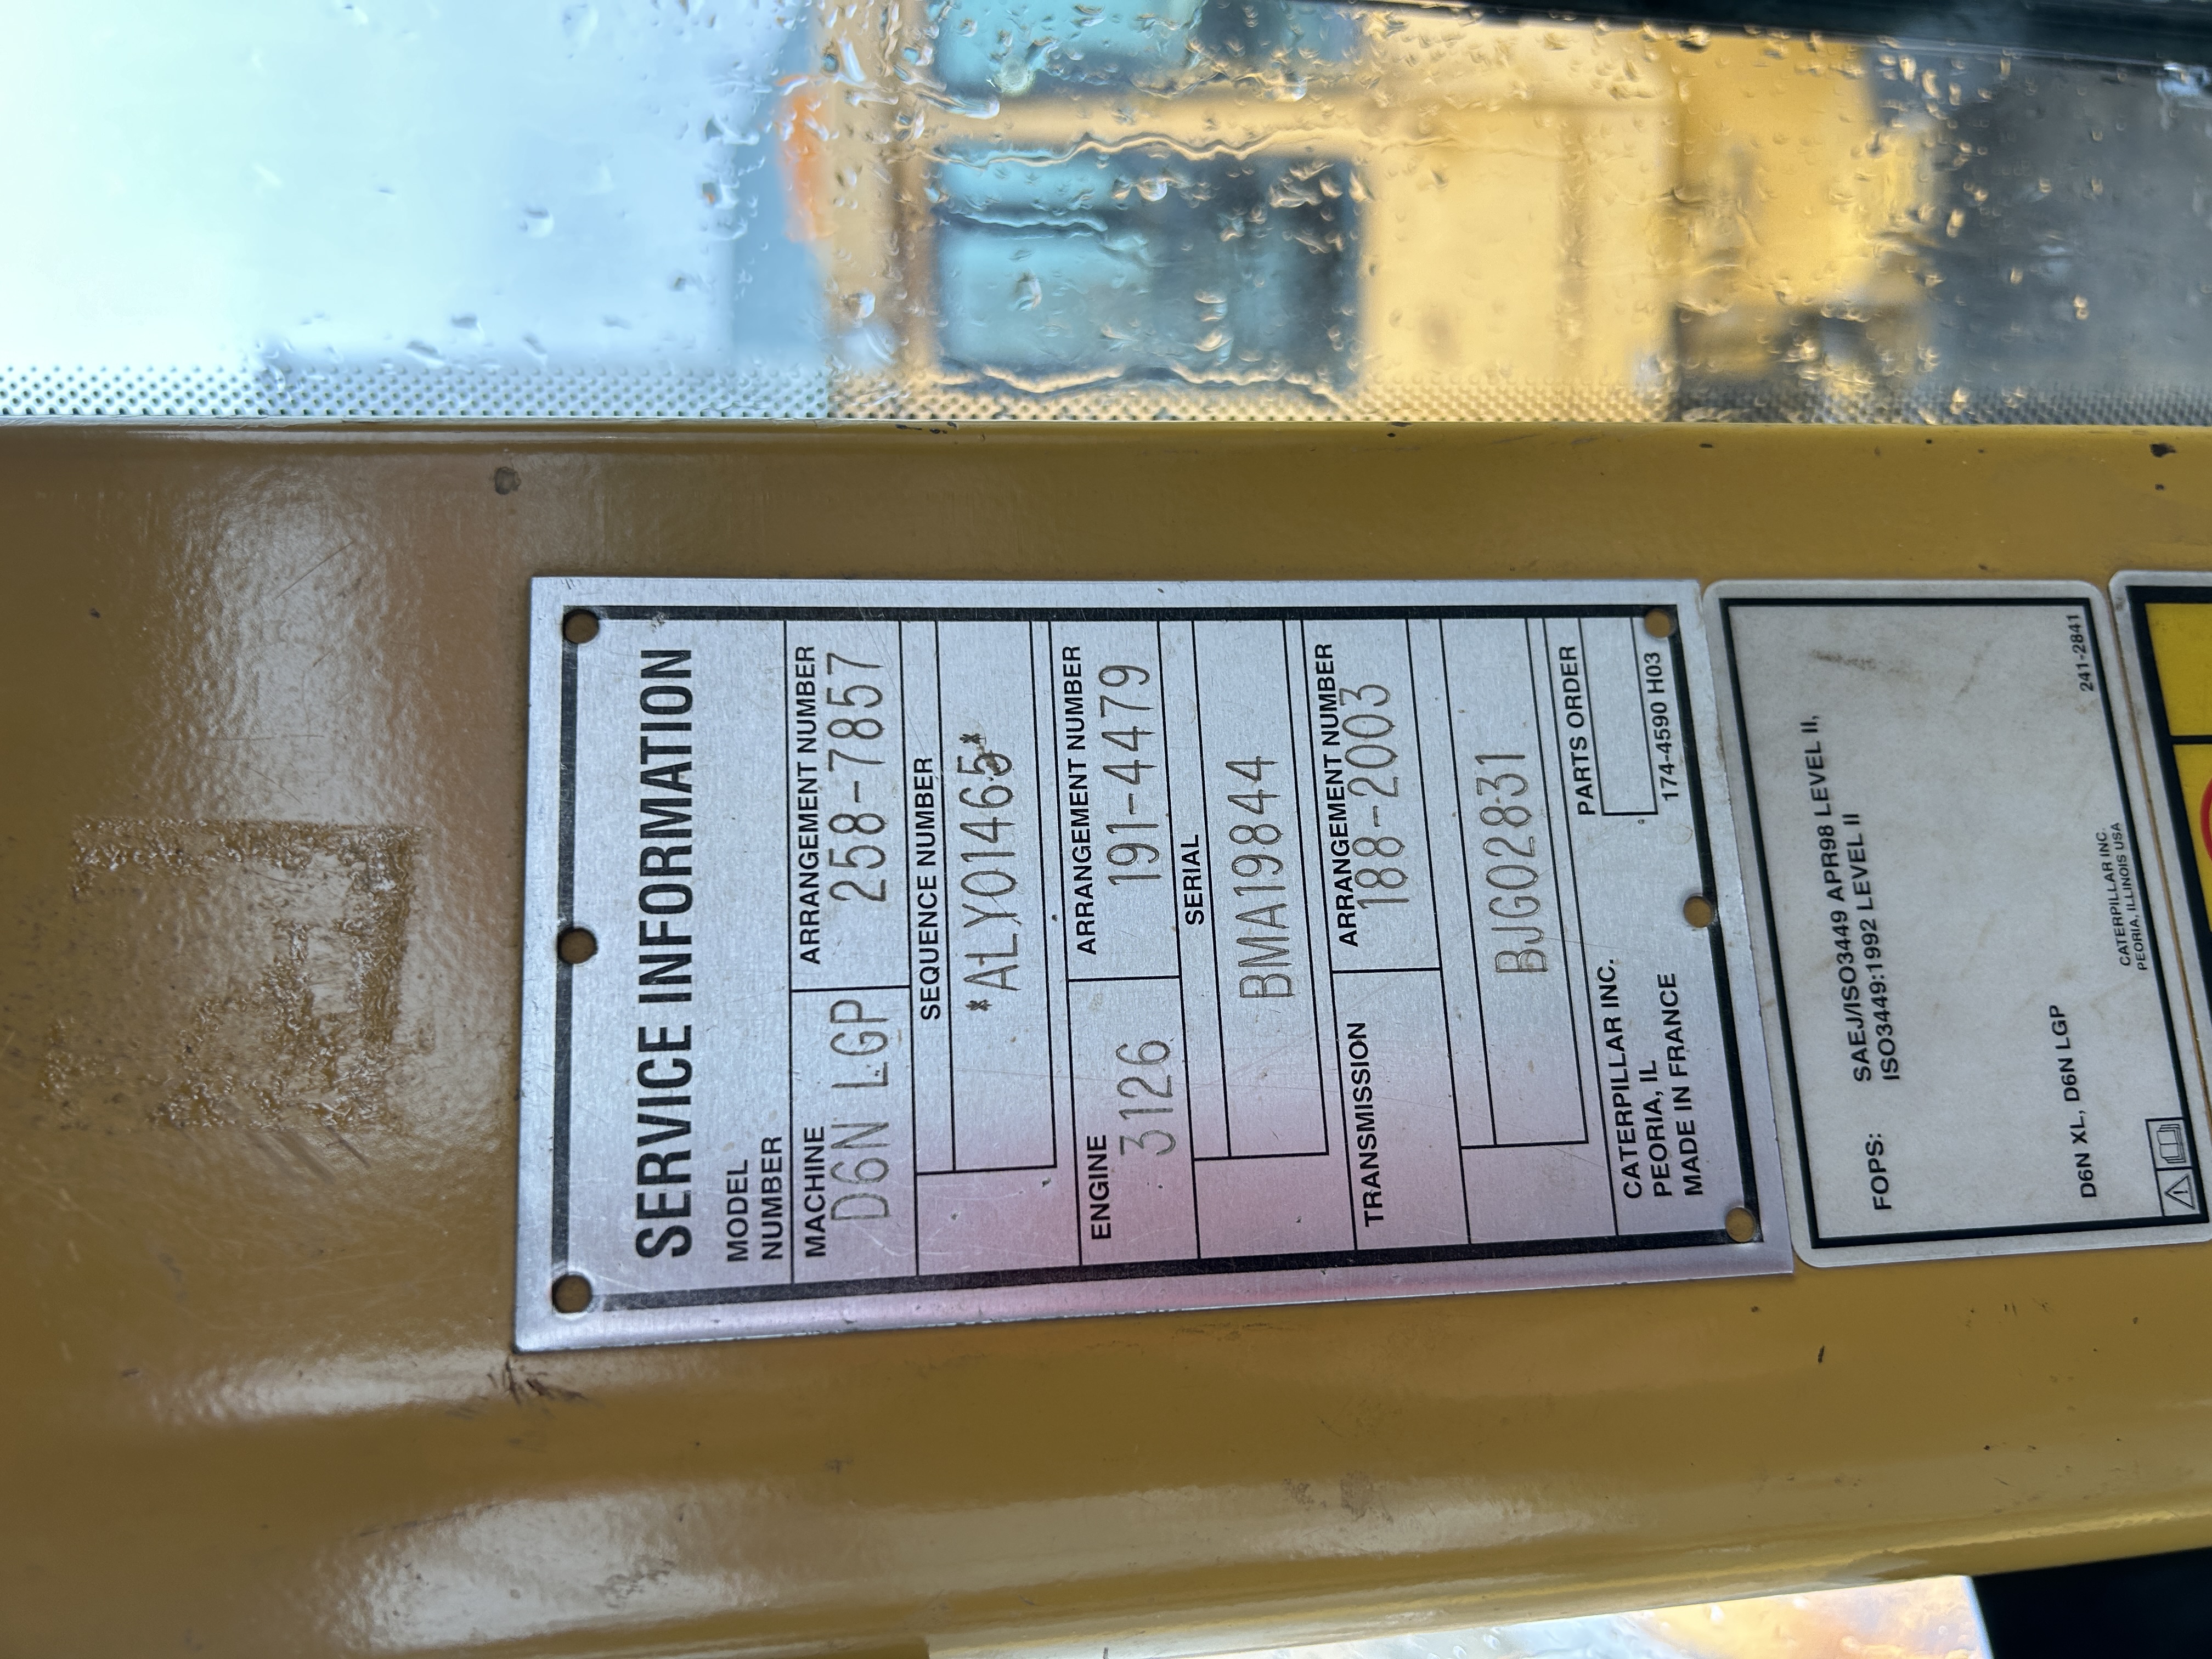 SERVICE INFORMATION
MODEL
NUMBER
MACHINE ARRANGEMENT NUMBER
D6N LGP 258-7857
SEQUENCE NUMBER
*ALY01465*
ENGINE ARRANGEMENT NUMBER
3126 191-4479
SERIAL
BMA19844
TRANSMISSION ARRANGEMENT NUMBER
188-2003
BJG02831
CATERPILLAR INC. PARTS ORDER
PEORIA, IL
MADE IN FRANCE 174-4590 H03
FOPS: SAEJ/ISO3449 APR98 LEVEL II,
ISO3449:1992 LEVEL II
D6N XL, D6N LGP 241-2841
CATERPILLAR INC.
PEORIA, ILLINOIS USA